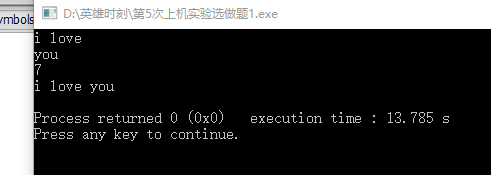 ymbols
D:\英雄时刻\第5次上机实验选做题1.exe
i love
you
7
i love you
Process returned 0 (0x0)   execution time : 13.785 s
Press any key to continue.